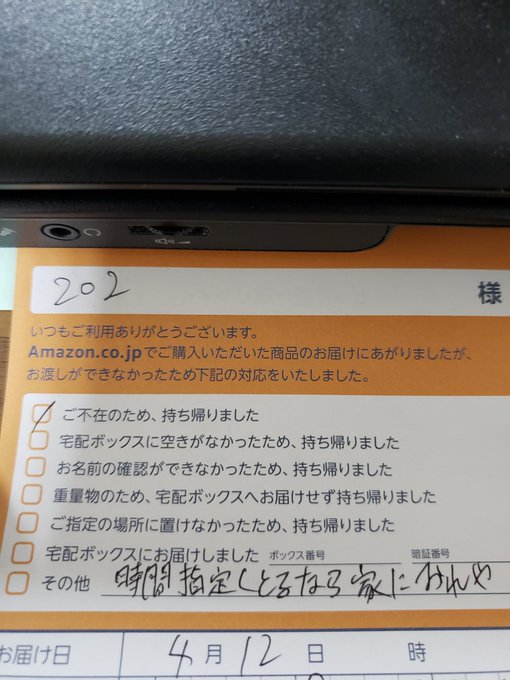 202 様
いつもご利用ありがとうございます。
Amazon.co.jpでご購入いただいた商品のお届けにあがりましたが、
お渡しができなかったため下記の対応をいたしました。
ご不在のため、持ち帰りました
宅配ボックスに空きがなかったため、持ち帰りました
お名前の確認ができなかったため、持ち帰りました
重量物のため、宅配ボックスへお届けせず持ち帰りました
ご指定の場所に置けなかったため、持ち帰りました
宅配ボックスにお届けしました ボックス番号 暗証番号
その他 時間指定しとるなら家におれや
お届け日 4月12日 時